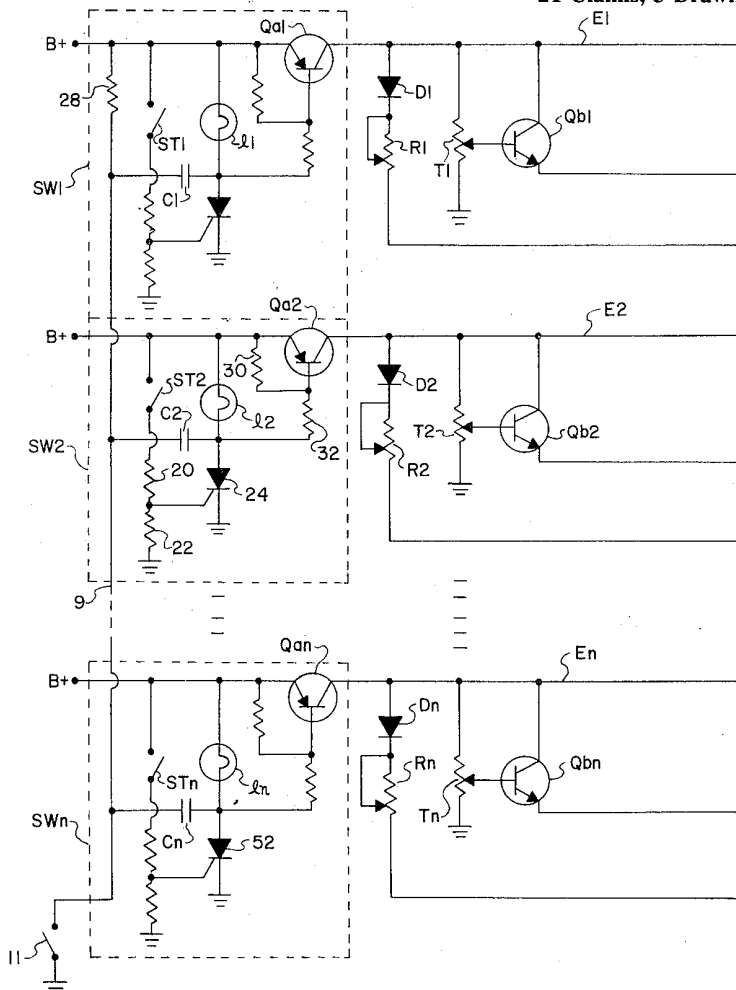 21 Claims, 3 Drawin
B+
Qa1
E1
28
ST1
ℓ1
D1
Qb1
SW1
C1
R1
T1
Qa2
E2
B+
30
ST2
C2
ℓ2
D2
Qb2
SW2
20
32
T2
R2
24
22
9
Qan
En
B+
Dn
STn
ℓn
Rn
Qbn
SWn
Cn
52
Tn
11